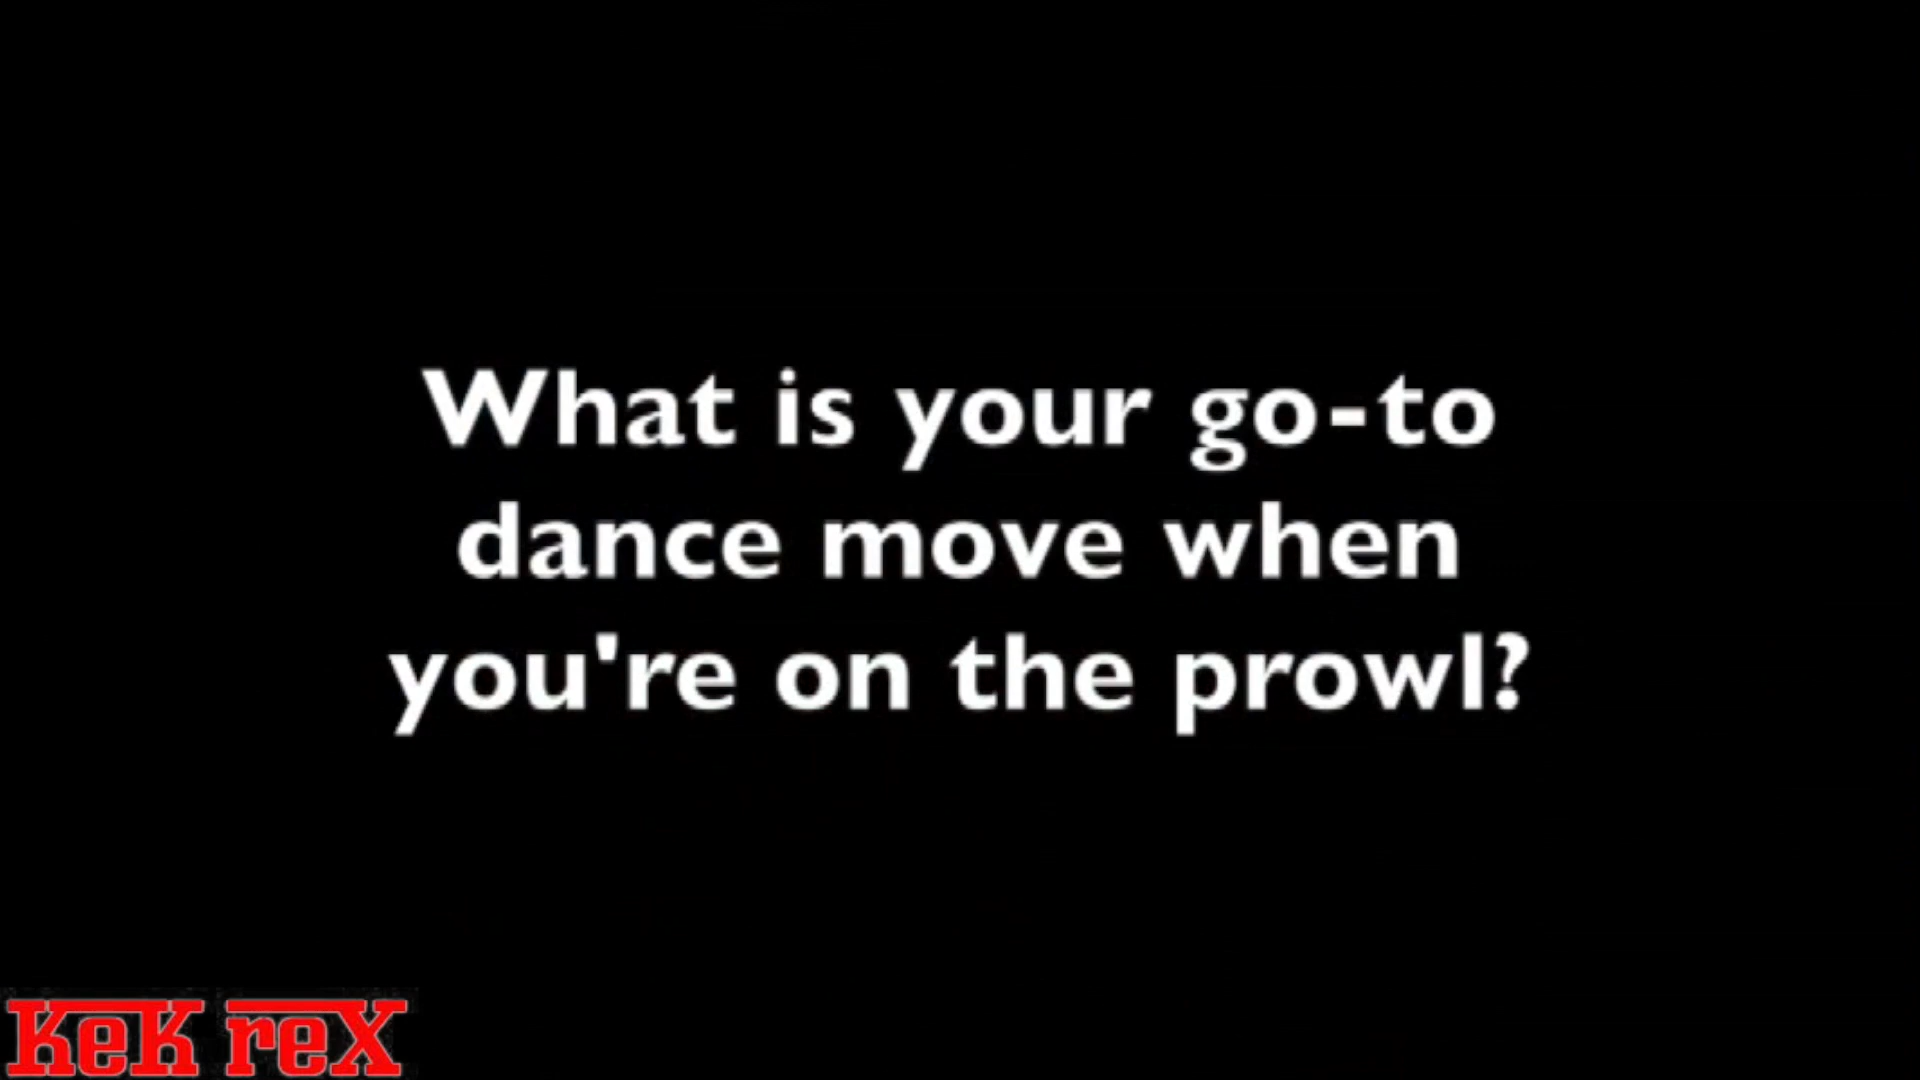 What is your go-to
dance move when
you're on the prowl?
KeK reX